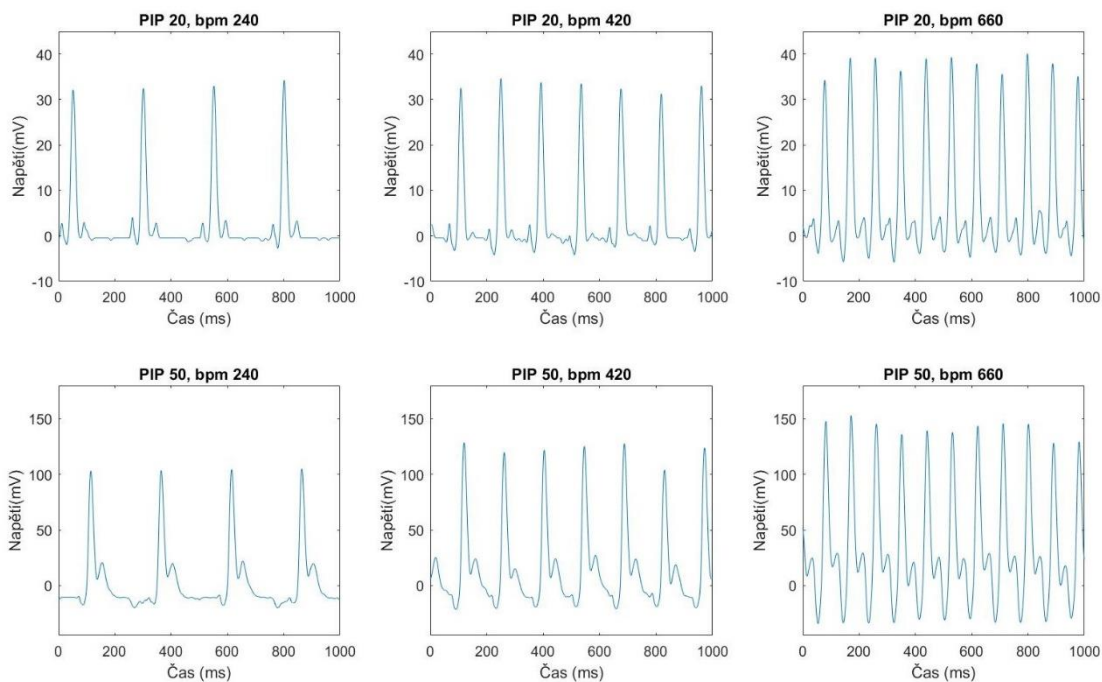 PIP 20, bpm 240
Napětí(mV)
40
30
20
10
0
-10
0 200 400 600 800 1000
Čas (ms)
PIP 20, bpm 420
Napětí(mV)
40
30
20
10
0
-10
0 200 400 600 800 1000
Čas (ms)
PIP 20, bpm 660
Napětí(mV)
40
30
20
10
0
-10
0 200 400 600 800 1000
Čas (ms)
PIP 50, bpm 240
Napětí(mV)
150
100
50
0
0 200 400 600 800 1000
Čas (ms)
PIP 50, bpm 420
Napětí(mV)
150
100
50
0
0 200 400 600 800 1000
Čas (ms)
PIP 50, bpm 660
Napětí(mV)
150
100
50
0
0 200 400 600 800 1000
Čas (ms)